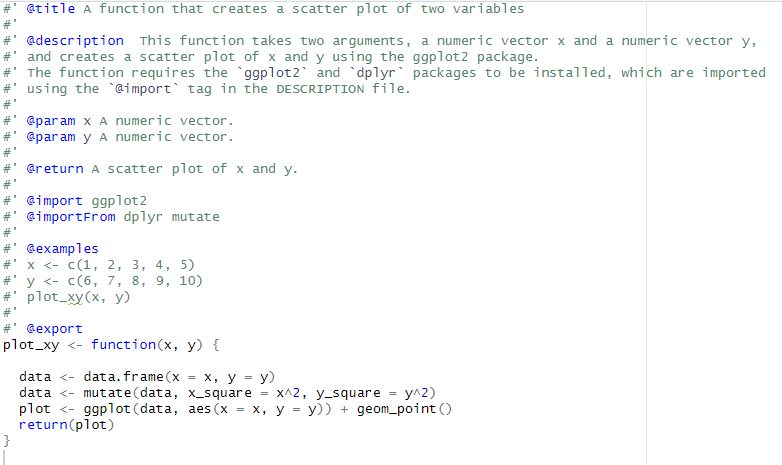 #' @title A function that creates a scatter plot of two variables
#'
#' @description  This function takes two arguments, a numeric vector x and a numeric vector y,
#' and creates a scatter plot of x and y using the ggplot2 package.
#' The function requires the `ggplot2` and `dplyr` packages to be installed, which are imported
#' using the `@import` tag in the DESCRIPTION file.
#'
#' @param x A numeric vector.
#' @param y A numeric vector.
#'
#' @return A scatter plot of x and y.
#'
#' @import ggplot2
#' @importFrom dplyr mutate
#'
#' @examples
#' x <- c(1, 2, 3, 4, 5)
#' y <- c(6, 7, 8, 9, 10)
#' plot_xy(x, y)
#'
#' @export
plot_xy <- function(x, y) {

  data <- data.frame(x = x, y = y)
  data <- mutate(data, x_square = x^2, y_square = y^2)
  plot <- ggplot(data, aes(x = x, y = y)) + geom_point()
  return(plot)
}